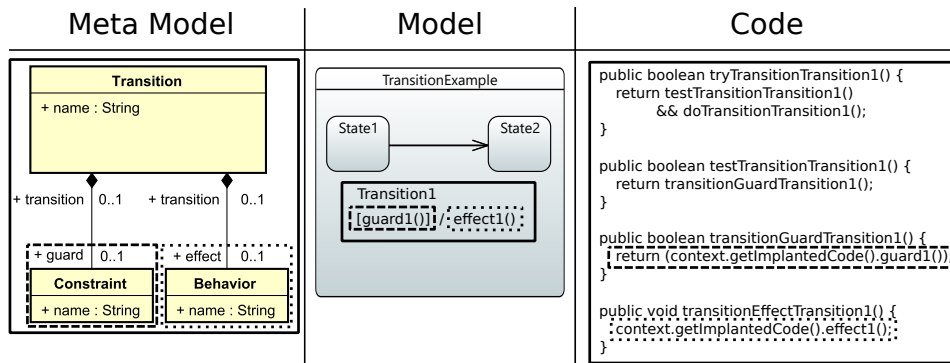 Meta Model
Model
Code
Transition
+ name : String
+ transition 0..1
+ transition 0..1
+ guard 0..1
+ effect 0..1
Constraint
+ name : String
Behavior
+ name : String
TransitionExample
State1
State2
Transition1
[guard1()] / effect1()
public boolean tryTransitionTransition1() {
return testTransitionTransition1()
&& doTransitionTransition1();
}
public boolean testTransitionTransition1() {
return transitionGuardTransition1();
}
public boolean transitionGuardTransition1() {
return (context.getImplantedCode().guard1());
}
public void transitionEffectTransition1() {
context.getImplantedCode().effect1();
}